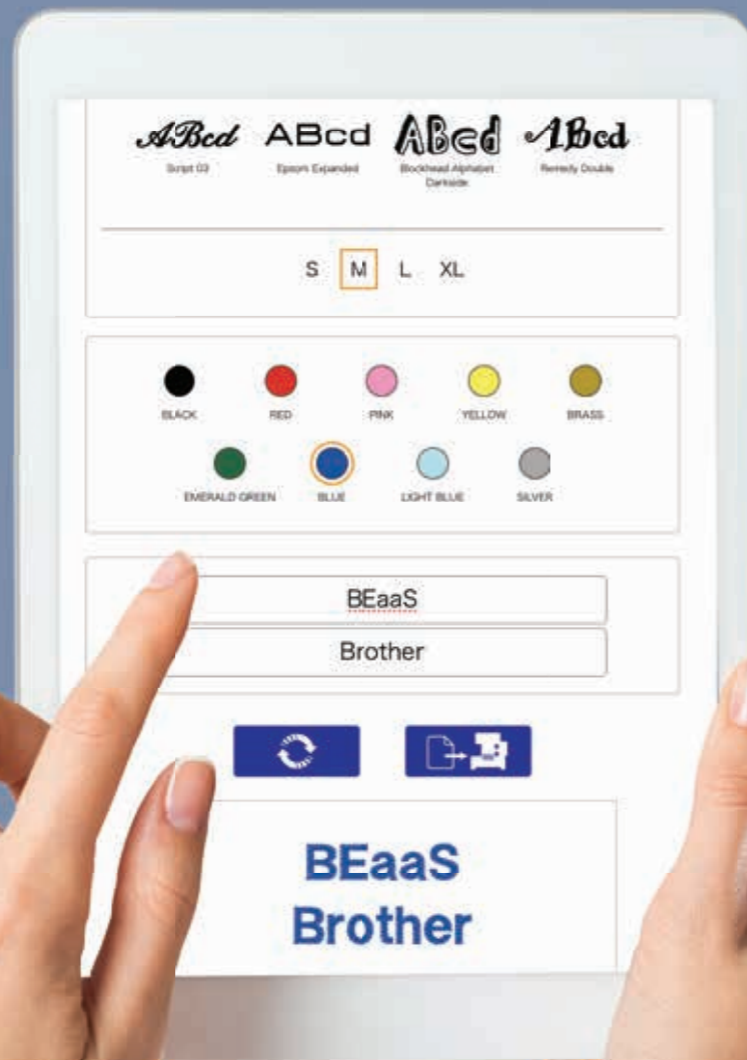 ABcd ABcd ABcd ABcd
Script 03 Epsom Expanded Blockhead Alphabet Remedy Double
Darkside
S M L XL
BLACK RED PINK YELLOW BRASS
EMERALD GREEN BLUE LIGHT BLUE SILVER
BEaaS
Brother
BEaaS
Brother